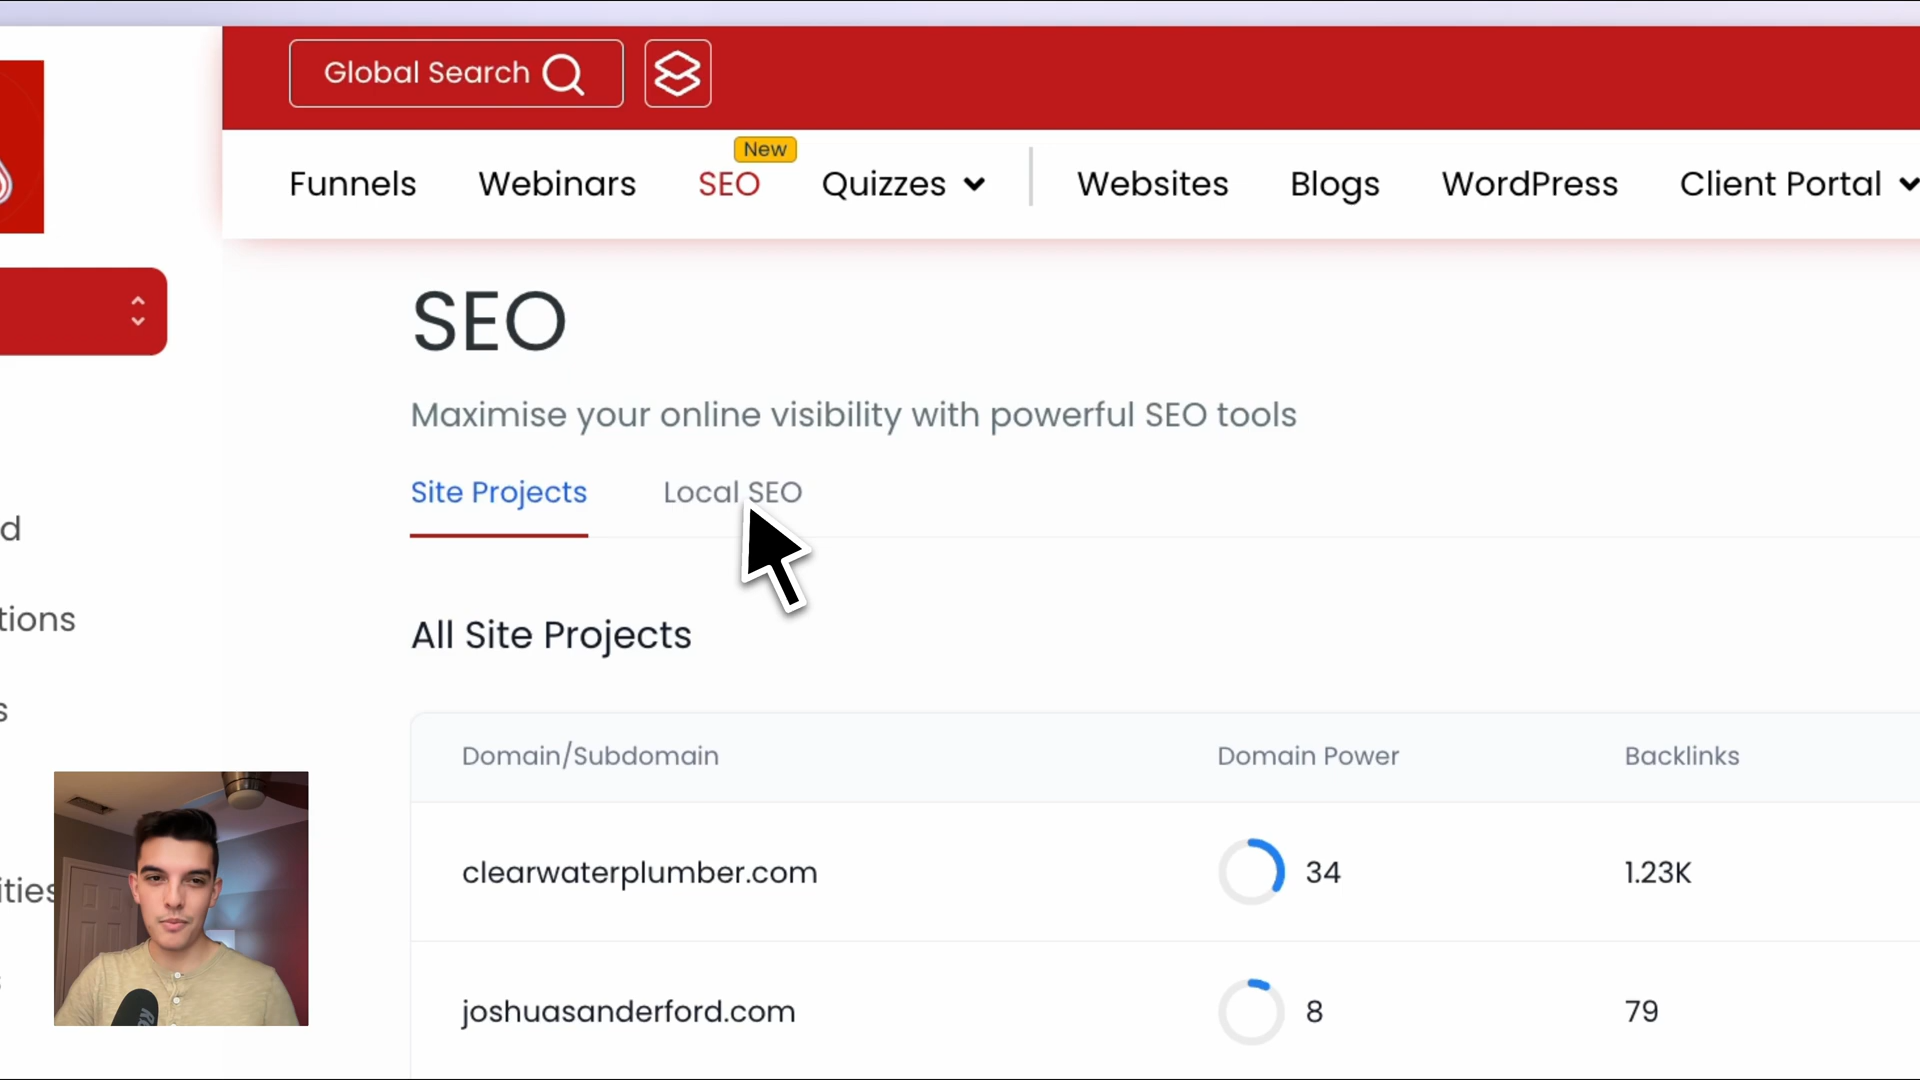 Global Search
New
Funnels Webinars SEO Quizzes Websites Blogs WordPress Client Portal
SEO
Maximise your online visibility with powerful SEO tools
Site Projects Local SEO
d
tions
s
ities
All Site Projects
Domain/Subdomain Domain Power Backlinks
clearwaterplumber.com 34 1.23K
joshuasanderford.com 8 79